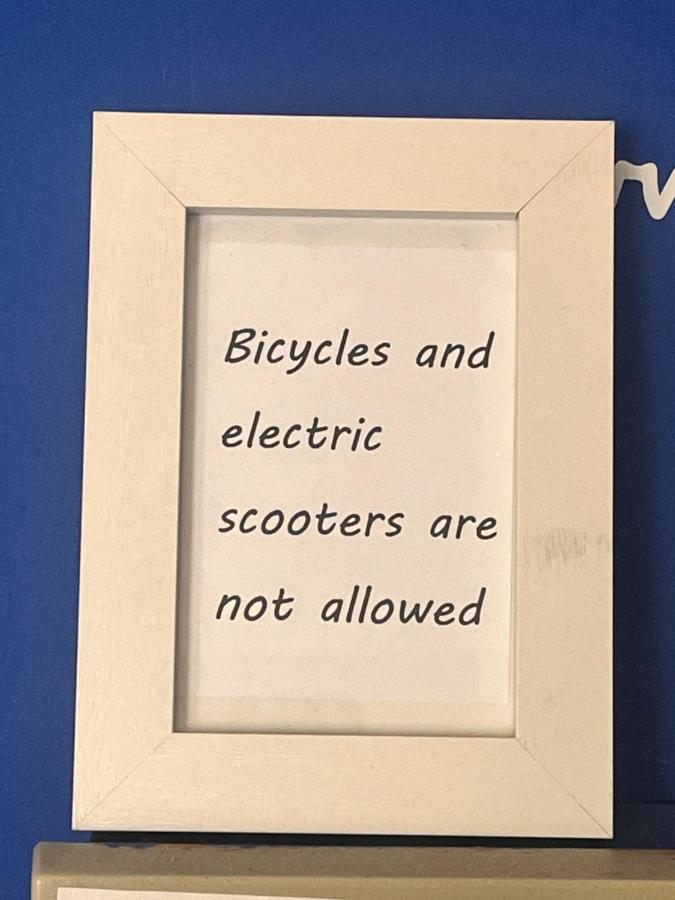 Bicycles and
electric
scooters are
not allowed